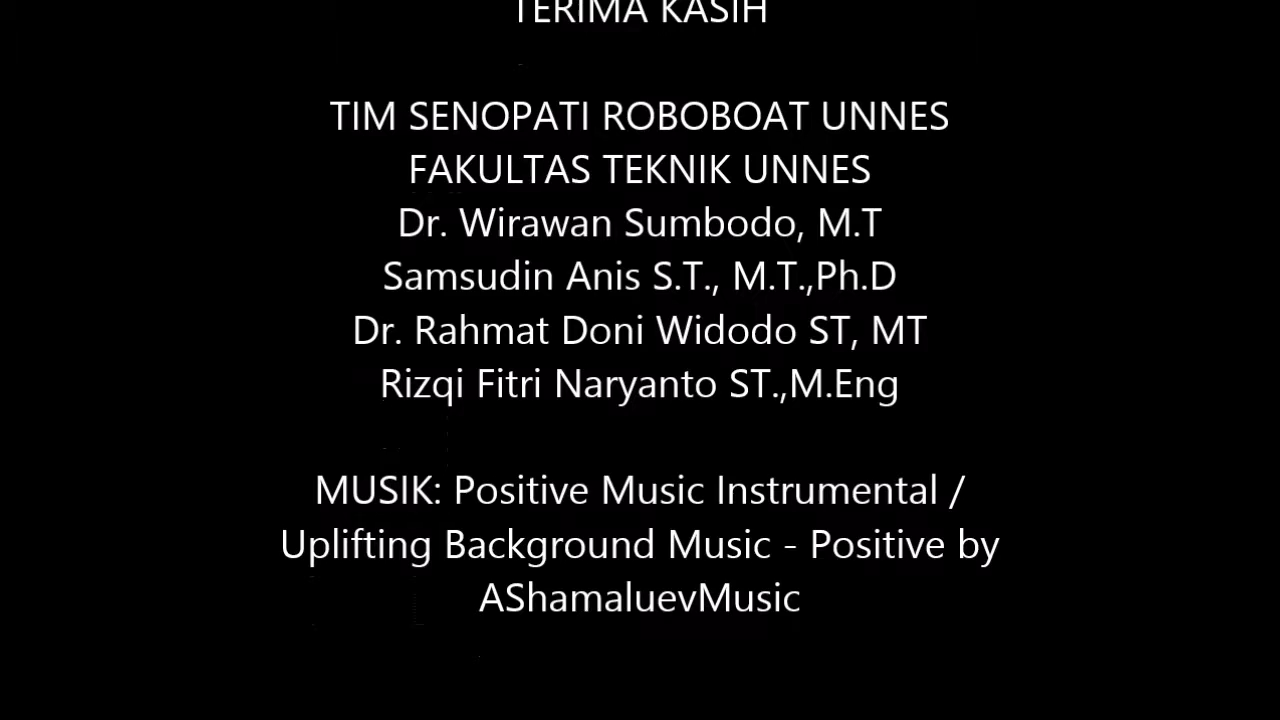 TERIMA KASIH
TIM SENOPATI ROBOBOAT UNNES
FAKULTAS TEKNIK UNNES
Dr. Wirawan Sumbodo, M.T
Samsudin Anis S.T., M.T.,Ph.D
Dr. Rahmat Doni Widodo ST, MT
Rizqi Fitri Naryanto ST.,M.Eng
MUSIK: Positive Music Instrumental /
Uplifting Background Music - Positive by
AShamaluevMusic